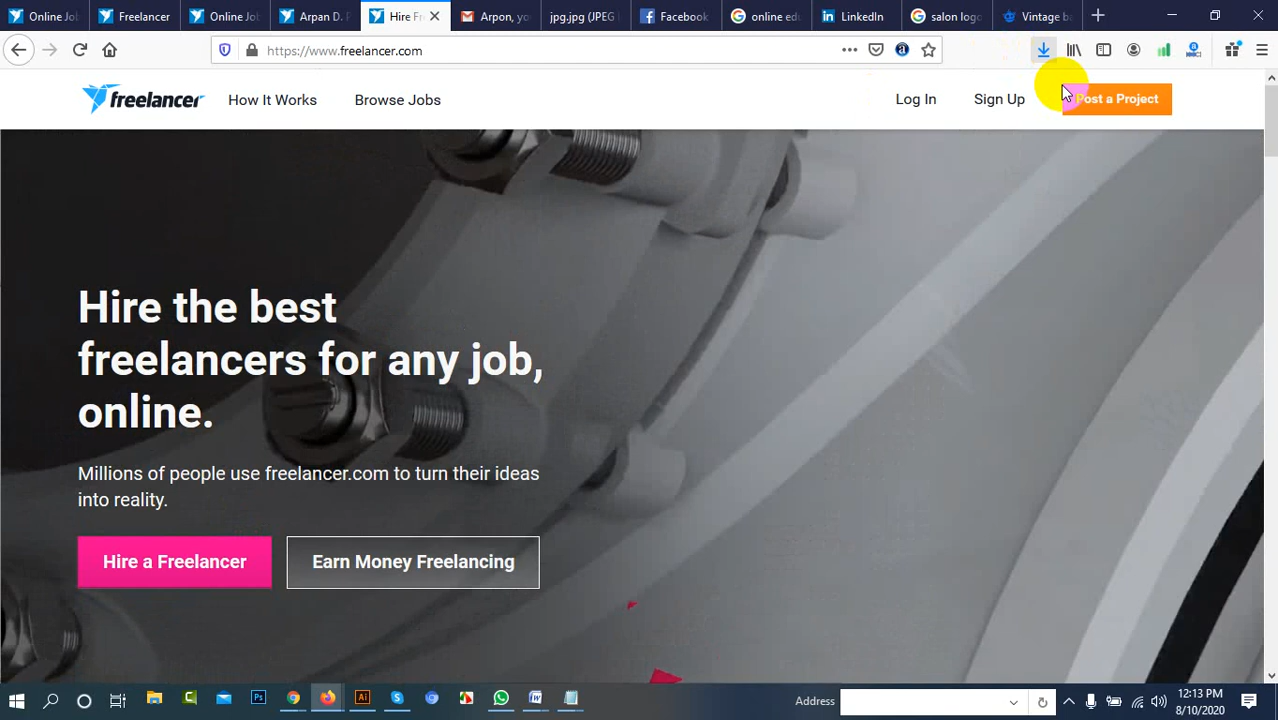 Online Job
Freelancer
Online Job
Arpan D. P
Hire Fr
Arpon, yo
jpg.jpg (JPEG I
Facebook
online edu
LinkedIn
salon logo
Vintage ba
https://www.freelancer.com
freelancer
How It Works
Browse Jobs
Log In
Sign Up
Post a Project
Hire the best
freelancers for any job,
online.
Millions of people use freelancer.com to turn their ideas
into reality.
Hire a Freelancer
Earn Money Freelancing
Address
12:13 PM
8/10/2020